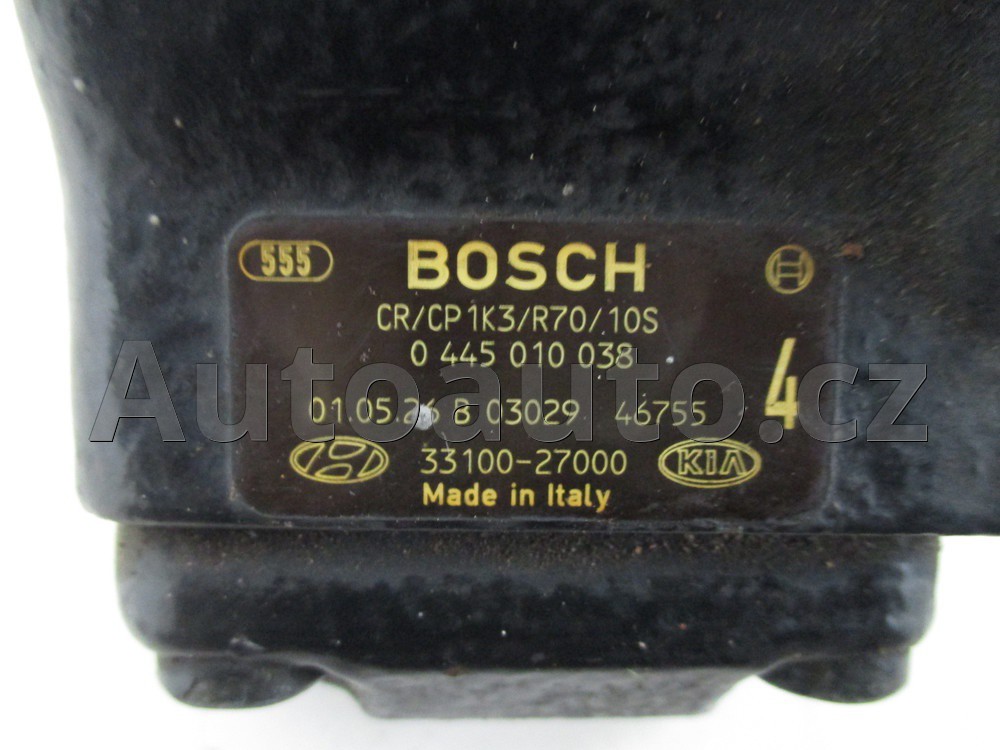 555 BOSCH
CR/CP1K3/R70/10S
0 445 010 038
4
01.05.26 B 03029 46755
33100-27000 KIA
Made in Italy
Autoauto.cz